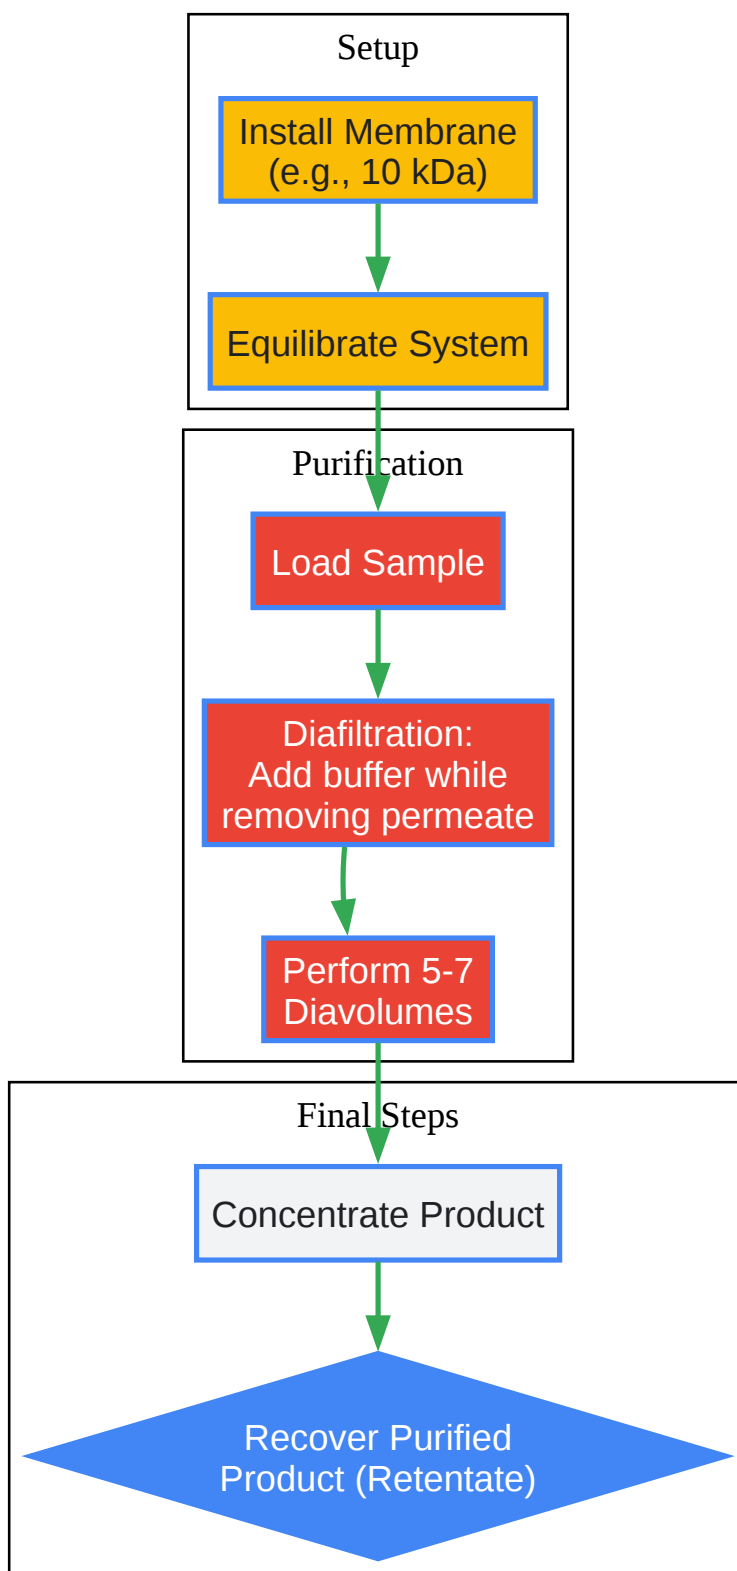 Setup
Install Membrane
(e.g., 10 kDa)
Equilibrate System
Purification
Load Sample
Diafiltration:
Add buffer while
removing permeate
Perform 5-7
Diavolumes
Final Steps
Concentrate Product
Recover Purified
Product (Retentate)